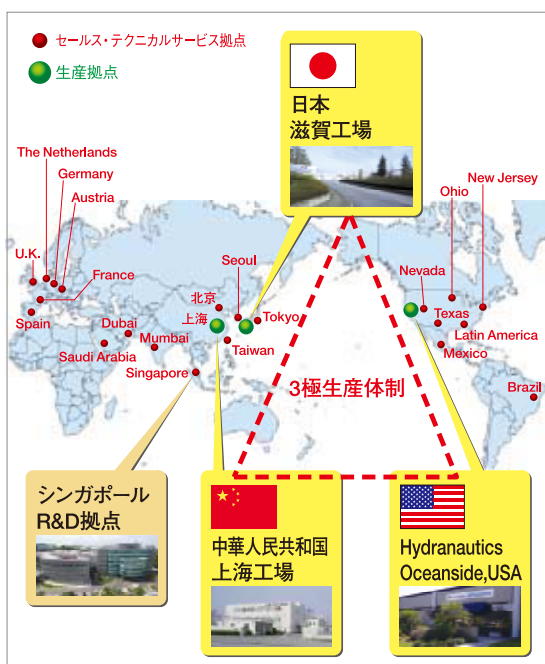 セールス・テクニカルサービス拠点
生産拠点
日本
滋賀工場
The Netherlands
Germany
Austria
U.K.
France
Spain
Dubai
Saudi Arabia
Mumbai
Singapore
北京
上海
Seoul
Tokyo
Taiwan
New Jersey
Ohio
Nevada
Texas
Latin America
Mexico
Brazil
3極生産体制
シンガポール
R&D拠点
中華人民共和国
上海工場
Hydranautics
Oceanside,USA